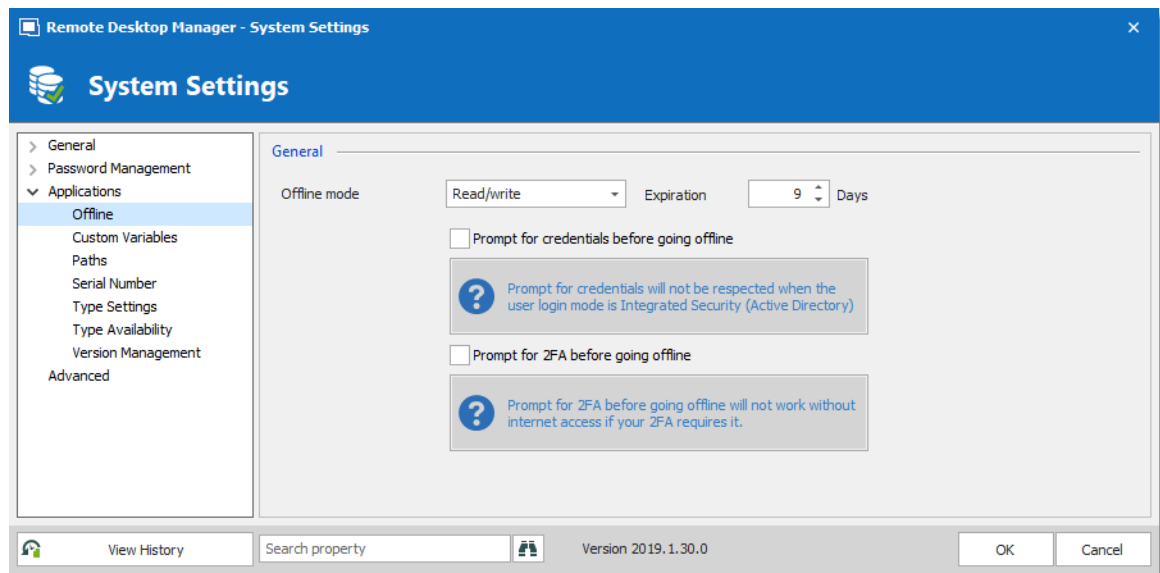 Remote Desktop Manager - System Settings
System Settings
General
Password Management
Applications
Offline
Custom Variables
Paths
Serial Number
Type Settings
Type Availability
Version Management
Advanced
General
Offline mode Read/write Expiration 9 Days
Prompt for credentials before going offline
Prompt for credentials will not be respected when the
user login mode is Integrated Security (Active Directory)
Prompt for 2FA before going offline
Prompt for 2FA before going offline will not work without
internet access if your 2FA requires it.
View History Search property Version 2019.1.30.0 OK Cancel